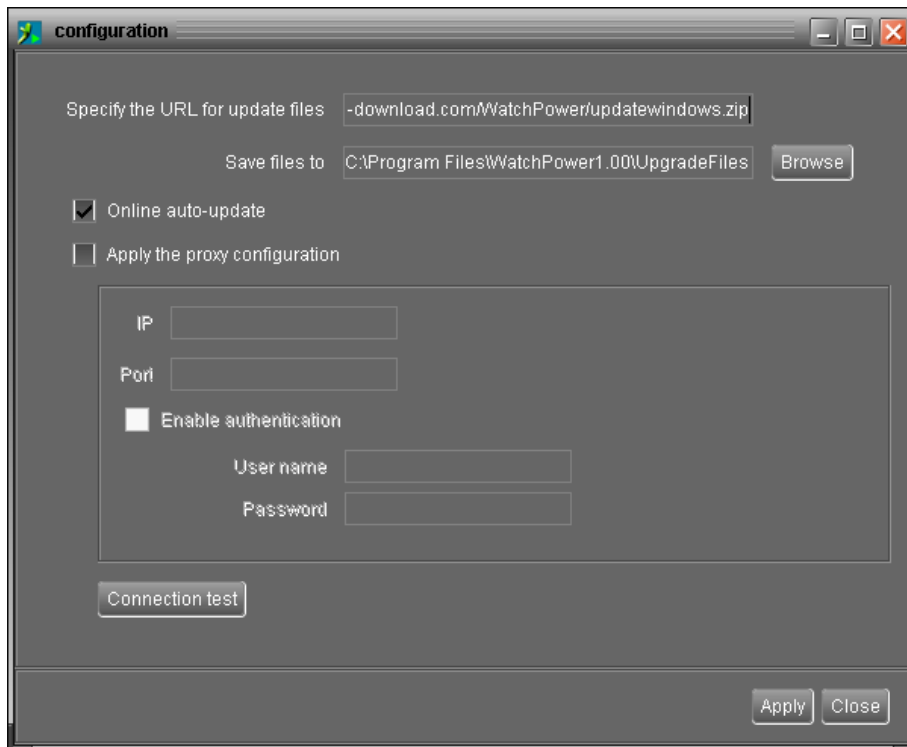 configuration
Specify the URL for update files -download.com/WatchPower/updatewindows.zip
Save files to C:\Program Files\WatchPower1.00\UpgradeFiles Browse
Online auto-update
Apply the proxy configuration
IP
Port
Enable authentication
User name
Password
Connection test
Apply Close